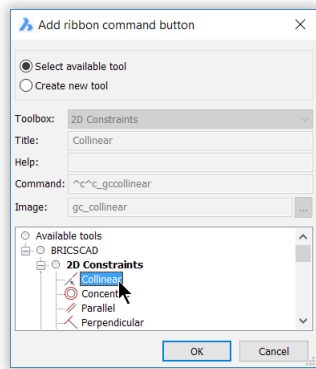 Add ribbon command button
Select available tool
Create new tool
Toolbox: 2D Constraints
Title: Collinear
Help:
Command: ^c^c_gccollinear
Image: gc_collinear ...
Available tools
BRICSCAD
2D Constraints
Collinear
Concent
Parallel
Perpendicular
OK Cancel